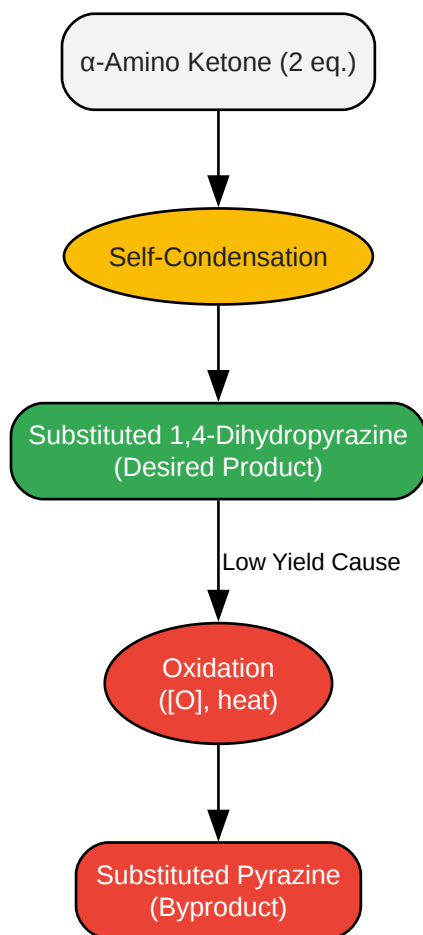 α-Amino Ketone (2 eq.)
Self-Condensation
Substituted 1,4-Dihydropyrazine
(Desired Product)
Low Yield Cause
Oxidation
([O], heat)
Substituted Pyrazine
(Byproduct)